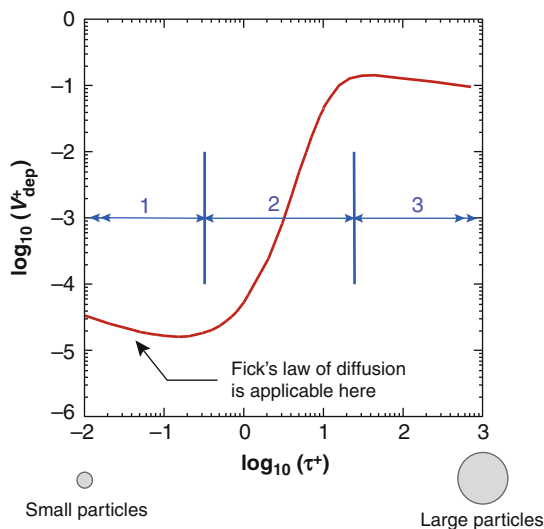 0
–1
–2
–3
–4
–5
–6
log10 (V+dep)
1
2
3
Fick's law of diffusion
is applicable here
–2
–1
0
1
2
3
log10 (τ+)
Small particles
Large particles